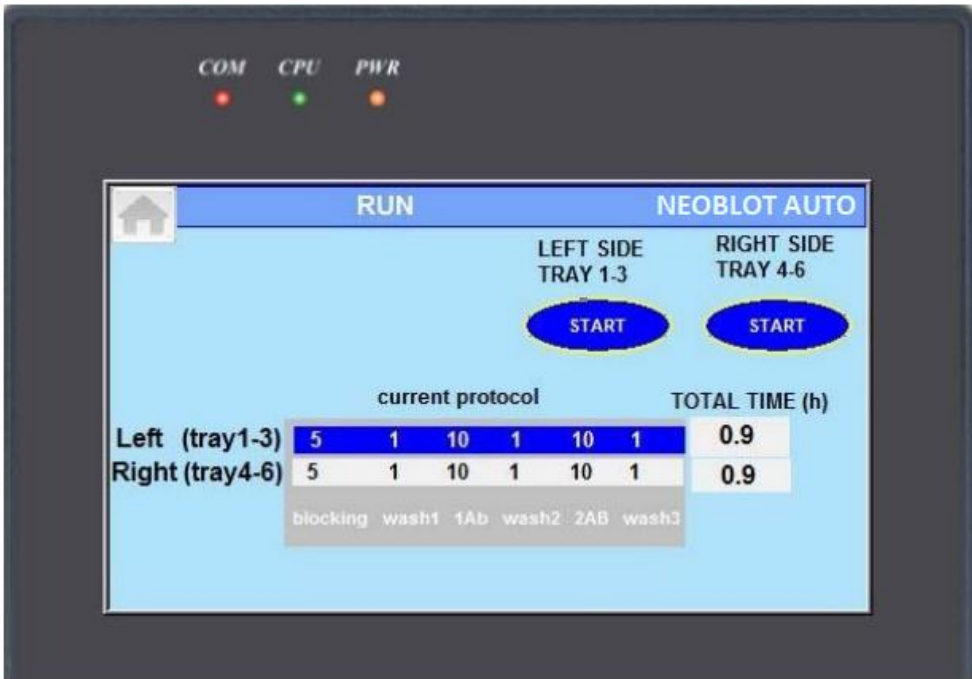 COM CPU PWR
RUN NEOBLOT AUTO
LEFT SIDE RIGHT SIDE
TRAY 1-3 TRAY 4-6
START START
current protocol TOTAL TIME (h)
Left (tray1-3) 5 1 10 1 10 1 0.9
Right (tray4-6) 5 1 10 1 10 1 0.9
blocking wash1 1Ab wash2 2AB wash3